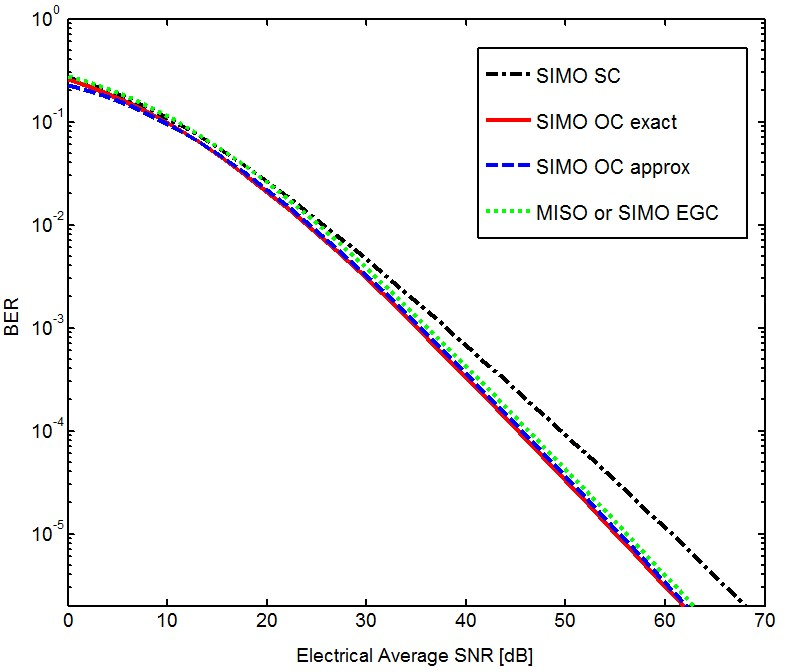 10^0
10^-1
10^-2
10^-3
10^-4
10^-5
BER
SIMO SC
SIMO OC exact
SIMO OC approx
MISO or SIMO EGC
0 10 20 30 40 50 60 70
Electrical Average SNR [dB]